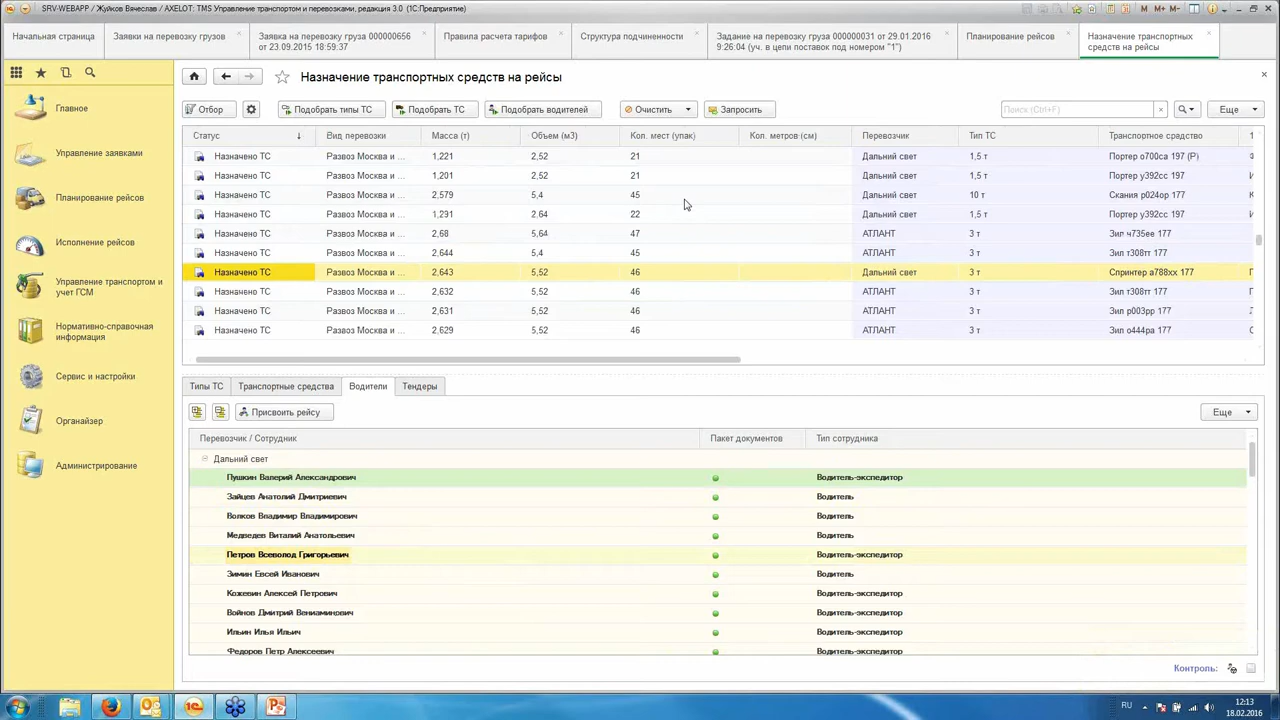 SRV-WEBAPP / Жуйков Вячеслав / AXELOT: TMS Управление транспортом и перевозками, редакция 3.0 (1С:Предприятие)
M M+ M-
Начальная страница
Заявки на перевозку грузов
Заявка на перевозку груза 000000656 от 23.09.2015 18:59:37
Правила расчета тарифов
Структура подчиненности
Задание на перевозку груза 000000031 от 29.01.2016 9:26:04 (уч. в цепи поставок под номером "1")
Планирование рейсов
Назначение транспортных средств на рейсы
Главное
Управление заявками
Планирование рейсов
Исполнение рейсов
Управление транспортом и учет ГСМ
Нормативно-справочная информация
Сервис и настройки
Органайзер
Администрирование
Назначение транспортных средств на рейсы
Отбор Подобрать типы ТС Подобрать ТС Подобрать водителей Очистить Запросить Поиск (Ctrl+F) Еще
Статус Вид перевозки Масса (т) Объем (м3) Кол. мест (упак) Кол. метров (см) Перевозчик Тип ТС Транспортное средство
Назначено ТС Развоз Москва и ... 1,221 2,52 21 Дальний свет 1,5 т Портер о700са 197 (Р)
Назначено ТС Развоз Москва и ... 1,201 2,52 21 Дальний свет 1,5 т Портер у392сс 197
Назначено ТС Развоз Москва и ... 2,579 5,4 45 Дальний свет 10 т Скания р024ор 177
Назначено ТС Развоз Москва и ... 1,291 2,64 22 Дальний свет 1,5 т Портер у392сс 197
Назначено ТС Развоз Москва и ... 2,68 5,64 47 АТЛАНТ 3 т Зил ч735ее 177
Назначено ТС Развоз Москва и ... 2,644 5,4 45 АТЛАНТ 3 т Зил т308тт 177
Назначено ТС Развоз Москва и ... 2,643 5,52 46 Дальний свет 3 т Спринтер а788хх 177
Назначено ТС Развоз Москва и ... 2,632 5,52 46 АТЛАНТ 3 т Зил т308тт 177
Назначено ТС Развоз Москва и ... 2,631 5,52 46 АТЛАНТ 3 т Зил р003рр 177
Назначено ТС Развоз Москва и ... 2,629 5,52 46 АТЛАНТ 3 т Зил о444ра 177
Типы ТС Транспортные средства Водители Тендеры
Присвоить рейсу Еще
Перевозчик / Сотрудник Пакет документов Тип сотрудника
Дальний свет
Пушкин Валерий Александрович Водитель-экспедитор
Зайцев Анатолий Дмитриевич Водитель
Волков Владимир Владимирович Водитель
Медведев Виталий Анатольевич Водитель
Петров Всеволод Григорьевич Водитель-экспедитор
Зимин Евсей Иванович Водитель
Кожевин Алексей Петрович Водитель-экспедитор
Войнов Дмитрий Вениаминович Водитель-экспедитор
Ильин Илья Ильич Водитель-экспедитор
Федоров Петр Алексеевич Водитель-экспедитор
Контроль:
RU
12:13
18.02.2016